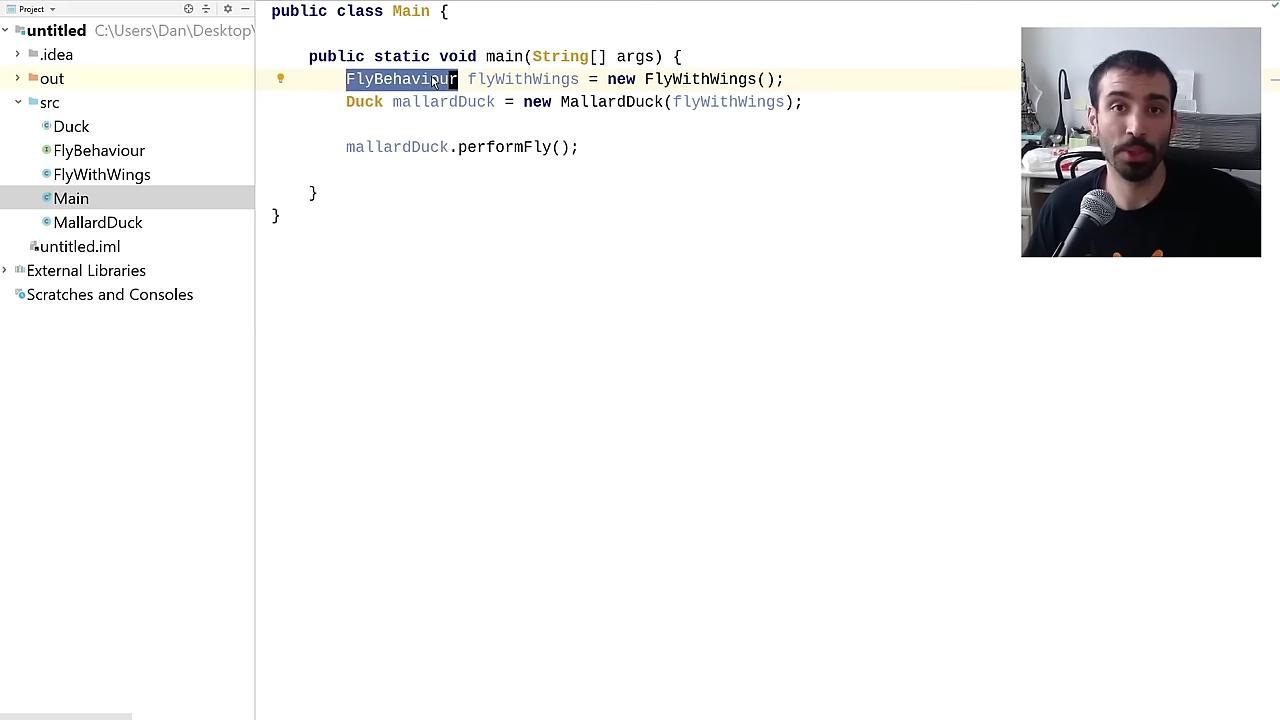 Project
untitled C:\Users\Dan\Desktop\
.idea
out
src
Duck
FlyBehaviour
FlyWithWings
Main
MallardDuck
untitled.iml
External Libraries
Scratches and Consoles
public class Main {
public static void main(String[] args) {
FlyBehaviour flyWithWings = new FlyWithWings();
Duck mallardDuck = new MallardDuck(flyWithWings);
mallardDuck.performFly();
}
}